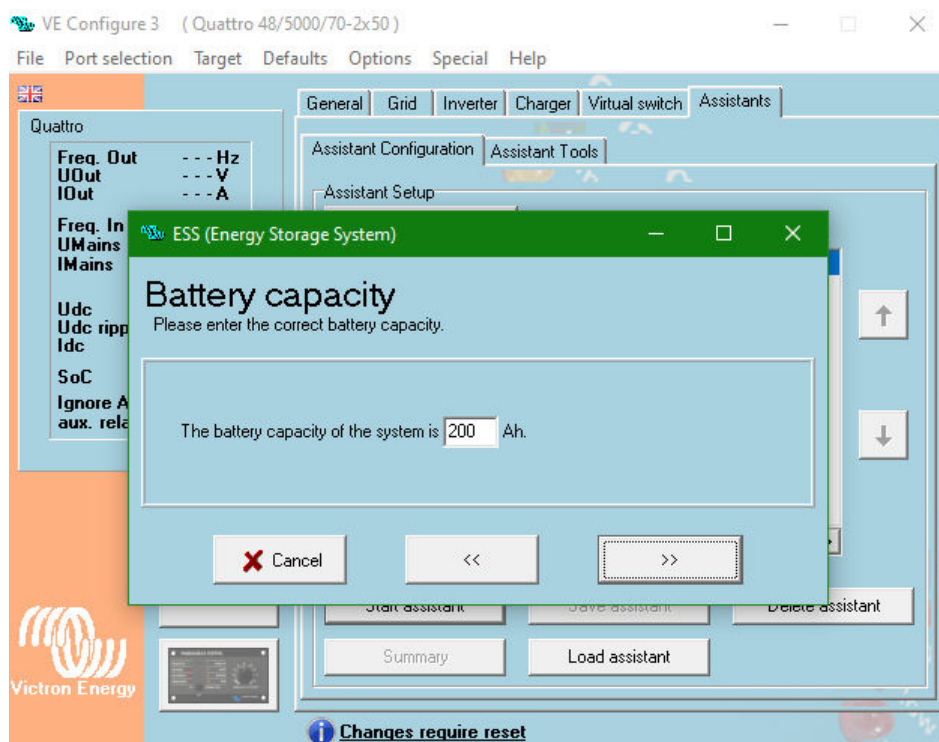 VE Configure 3 ( Quattro 48/5000/70-2x50 )
File Port selection Target Defaults Options Special Help
General Grid Inverter Charger Virtual switch Assistants
Quattro
Assistant Configuration Assistant Tools
Freq. Out - - - Hz
UOut - - - V
IOut - - - A
Assistant Setup
Freq. In
UMains
IMains
ESS (Energy Storage System)
Battery capacity
Please enter the correct battery capacity.
Udc
Udc ripp
Idc
SoC
Ignore A
aux. rela
The battery capacity of the system is 200 Ah.
Cancel << >>
Start assistant Save assistant Delete assistant
Summary Load assistant
Victron Energy
Changes require reset